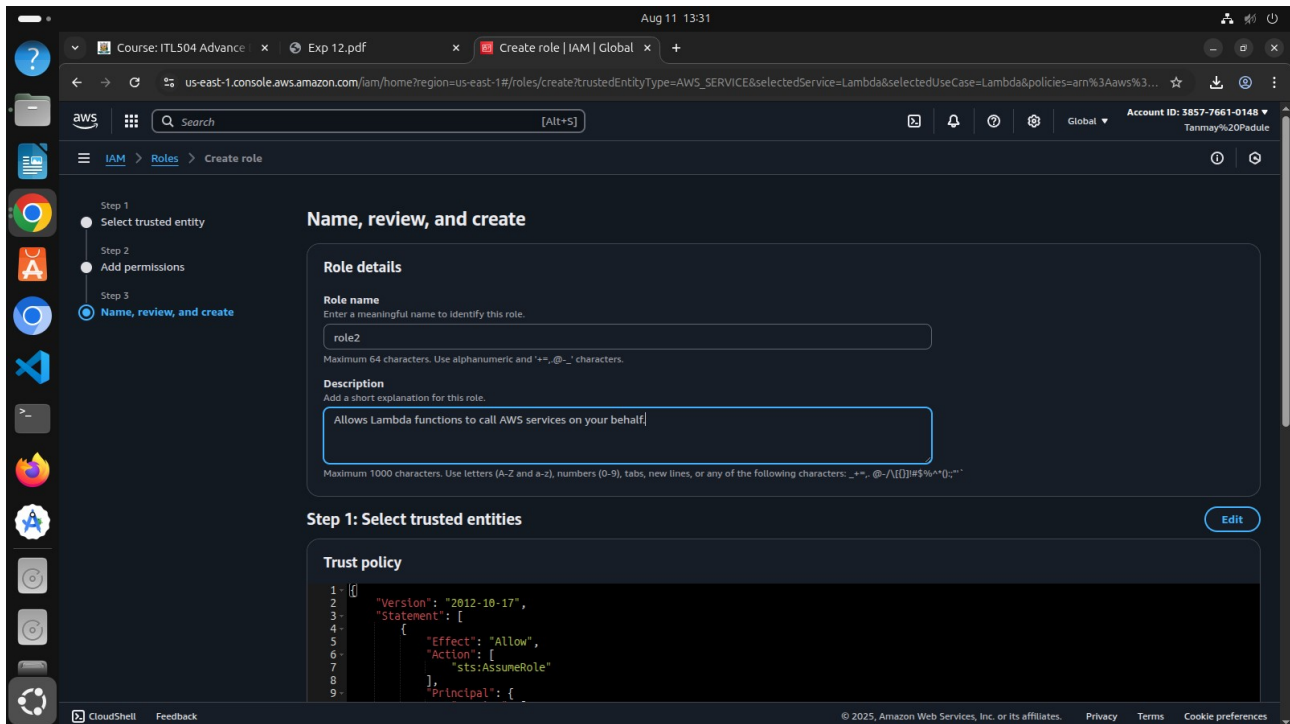 Aug 11 13:31
Course: ITL504 Advance
Exp 12.pdf
Create role | IAM | Global
us-east-1.console.aws.amazon.com/iam/home?region=us-east-1#/roles/create?trustedEntityType=AWS_SERVICE&selectedService=Lambda&selectedUseCase=Lambda&policies=arn%3Aaws%3...
aws
Search [Alt+S]
Global
Account ID: 3857-7661-0148
Tanmay%20Padule
IAM > Roles > Create role
Step 1
Select trusted entity
Step 2
Add permissions
Step 3
Name, review, and create
Name, review, and create
Role details
Role name
Enter a meaningful name to identify this role.
role2
Maximum 64 characters. Use alphanumeric and '+=,.@-_' characters.
Description
Add a short explanation for this role.
Allows Lambda functions to call AWS services on your behalf.
Maximum 1000 characters. Use letters (A-Z and a-z), numbers (0-9), tabs, new lines, or any of the following characters: _+=,. @-/\[{}]!#$%^*();:"'`
Step 1: Select trusted entities
Edit
Trust policy
1 {
2 "Version": "2012-10-17",
3 "Statement": [
4 {
5 "Effect": "Allow",
6 "Action": [
7 "sts:AssumeRole"
8 ],
9 "Principal": {
CloudShell Feedback
© 2025, Amazon Web Services, Inc. or its affiliates. Privacy Terms Cookie preferences